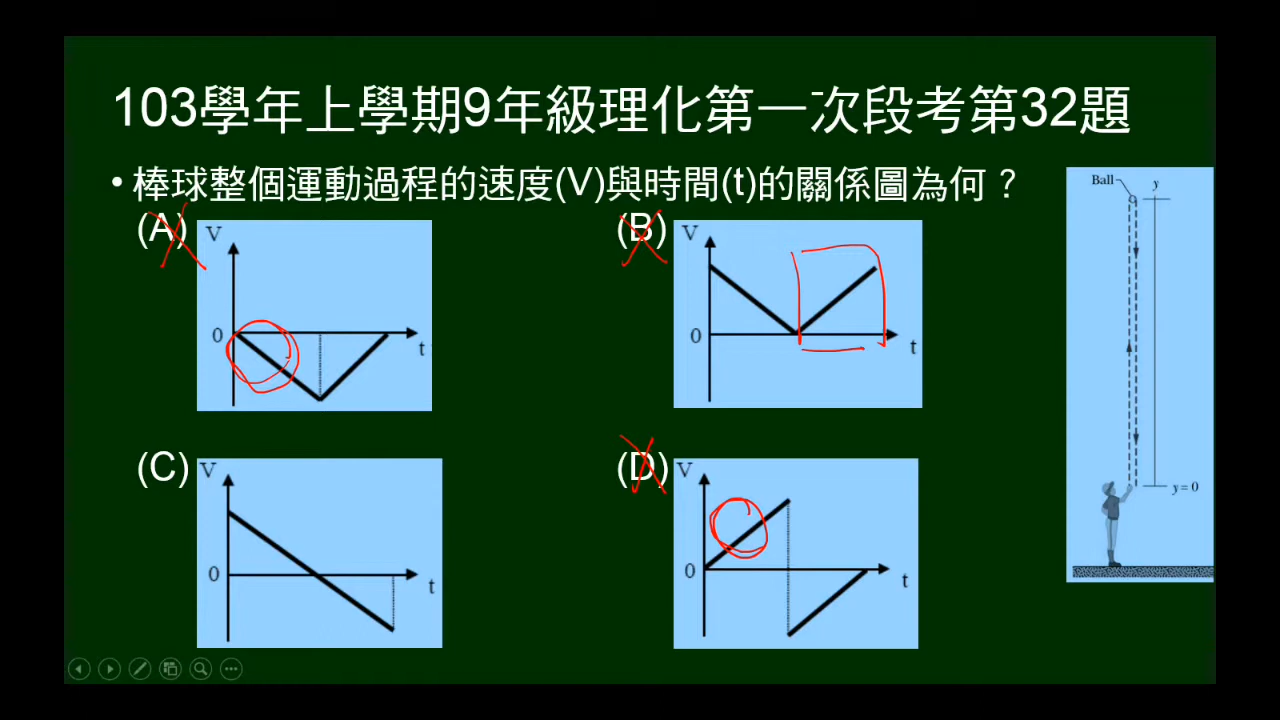 103學年上學期9年級理化第一次段考第32題
• 棒球整個運動過程的速度(V)與時間(t)的關係圖為何？
(A)
V
0
t
(B)
V
0
t
(C)
V
0
t
(D)
V
0
t
Ball
y
y = 0